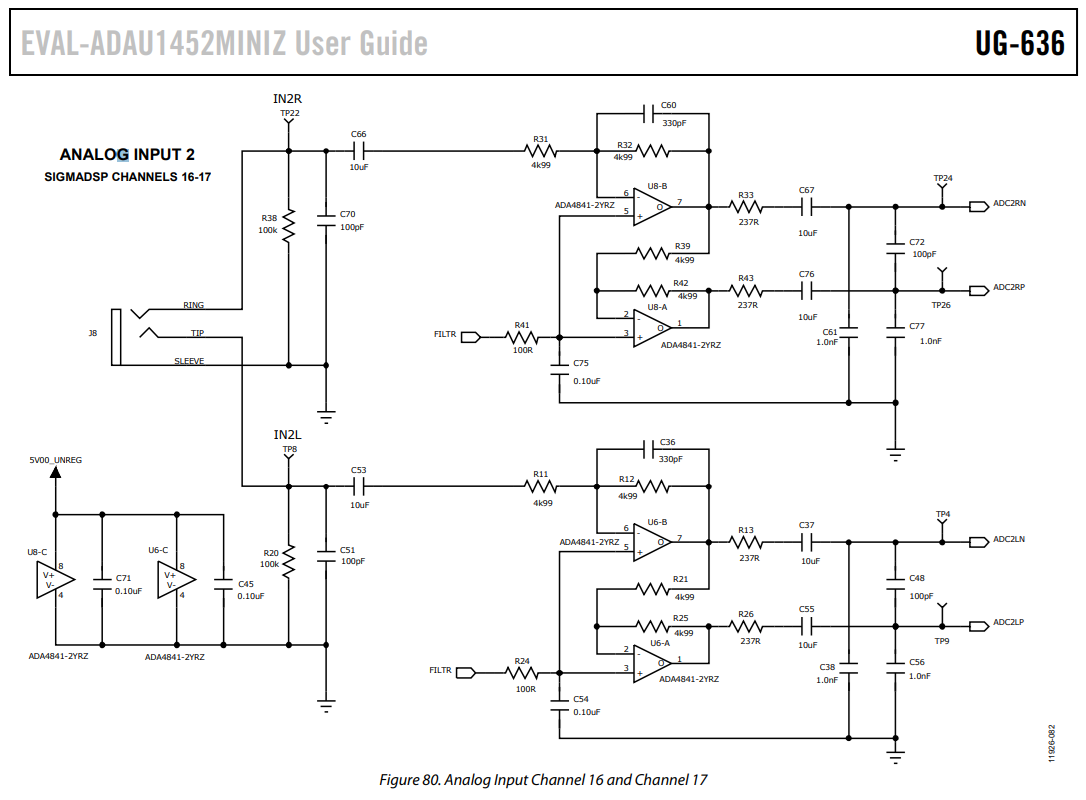 EVAL-ADAU1452MINIZ User Guide
UG-636
ANALOG INPUT 2
SIGMADSP CHANNELS 16-17
IN2R
TP22
C66
10uF
R38
100k
C70
100pF
J8
RING
TIP
SLEEVE
R31
4k99
C60
330pF
R32
4k99
U8-B
ADA4841-2YRZ
6
5
7
-
+
O
R39
4k99
R42
4k99
U8-A
ADA4841-2YRZ
2
3
1
-
+
O
FILTR
R41
100R
C75
0.10uF
R33
237R
C67
10uF
R43
237R
C76
10uF
C61
1.0nF
C72
100pF
C77
1.0nF
TP24
ADC2RN
TP26
ADC2RP
IN2L
TP8
C53
10uF
R20
100k
C51
100pF
5V00_UNREG
U8-C
8
V+
V-
4
ADA4841-2YRZ
C71
0.10uF
U6-C
8
V+
V-
4
ADA4841-2YRZ
C45
0.10uF
R11
4k99
C36
330pF
R12
4k99
U6-B
ADA4841-2YRZ
6
5
7
-
+
O
R21
4k99
R25
4k99
U6-A
ADA4841-2YRZ
2
3
1
-
+
O
FILTR
R24
100R
C54
0.10uF
R13
237R
C37
10uF
R26
237R
C55
10uF
C38
1.0nF
C48
100pF
C56
1.0nF
TP4
ADC2LN
TP9
ADC2LP
11926-082
Figure 80. Analog Input Channel 16 and Channel 17